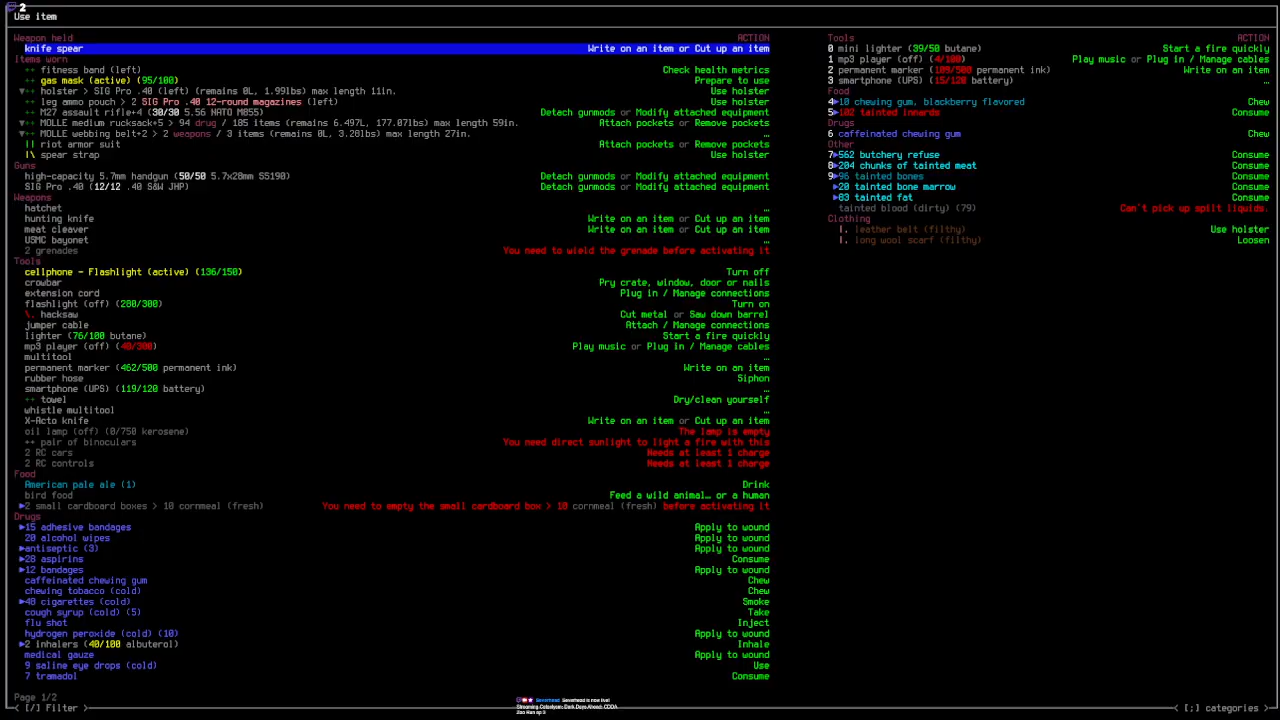 2
Use item
Weapon held ACTION
knife spear Write on an item or Cut up an item
Items worn
++ fitness band (left) Check health metrics
++ gas mask (active) (95/100) Prepare to use
▼++ holster > SIG Pro .40 (left) (remains 0L, 1.99lbs) max length 11in. Use holster
++ leg ammo pouch > 2 SIG Pro .40 12-round magazines (left) Use holster
++ M27 assault rifle+4 (30/30 5.56 NATO M855) Detach gunmods or Modify attached equipment
▼++ MOLLE medium rucksack+5 > 94 drug / 185 items (remains 6.497L, 177.07lbs) max length 59in. Attach pockets or Remove pockets
▼++ MOLLE webbing belt+2 > 2 weapons / 3 items (remains 0L, 3.28lbs) max length 27in. …
|| riot armor suit Attach pockets or Remove pockets
|\ spear strap Use holster
Guns
high-capacity 5.7mm handgun (50/50 5.7x28mm SS190) Detach gunmods or Modify attached equipment
SIG Pro .40 (12/12 .40 S&W JHP) Detach gunmods or Modify attached equipment
Weapons
hatchet …
hunting knife Write on an item or Cut up an item
meat cleaver Write on an item or Cut up an item
USMC bayonet …
2 grenades You need to wield the grenade before activating it
Tools
cellphone - Flashlight (active) (136/150) Turn off
crowbar Pry crate, window, door or nails
extension cord Plug in / Manage connections
flashlight (off) (280/300) Turn on
\. hacksaw Cut metal or Saw down barrel
jumper cable Attach / Manage connections
lighter (76/100 butane) Start a fire quickly
mp3 player (off) (40/300) Play music or Plug in / Manage cables
multitool …
permanent marker (462/500 permanent ink) Write on an item
rubber hose Siphon
smartphone (UPS) (119/120 battery) …
++ towel Dry/clean yourself
whistle multitool …
X-Acto knife Write on an item or Cut up an item
oil lamp (off) (0/750 kerosene) The lamp is empty
++ pair of binoculars You need direct sunlight to light a fire with this
2 RC cars Needs at least 1 charge
2 RC controls Needs at least 1 charge
Food
American pale ale (1) Drink
bird food Feed a wild animal… or a human
▶2 small cardboard boxes > 10 cornmeal (fresh) You need to empty the small cardboard box > 10 cornmeal (fresh) before activating it
Drugs
▶15 adhesive bandages Apply to wound
20 alcohol wipes Apply to wound
▶antiseptic (3) Apply to wound
▶28 aspirins Consume
▶12 bandages Apply to wound
caffeinated chewing gum Chew
chewing tobacco (cold) Chew
▶40 cigarettes (cold) Smoke
cough syrup (cold) (5) Take
flu shot Inject
hydrogen peroxide (cold) (10) Apply to wound
▶2 inhalers (40/100 albuterol) Inhale
medical gauze Apply to wound
9 saline eye drops (cold) Use
7 tramadol Consume
Page 1/2
< [/] Filter >
Tools ACTION
0 mini lighter (39/50 butane) Start a fire quickly
1 mp3 player (off) (4/100) Play music or Plug in / Manage cables
2 permanent marker (109/500 permanent ink) Write on an item
3 smartphone (UPS) (15/120 battery) …
Food
4▶10 chewing gum, blackberry flavored Chew
5▶102 tainted innards Consume
Drugs
6 caffeinated chewing gum Chew
Other
7▶562 butchery refuse Consume
8▶204 chunks of tainted meat Consume
9▶96 tainted bones Consume
▶20 tainted bone marrow Consume
▶83 tainted fat Consume
tainted blood (dirty) (79) Can't pick up spilt liquids.
Clothing
|. leather belt (filthy) Use holster
|. long wool scarf (filthy) Loosen
Severhead Severhead is now live!
Streaming Cataclysm: Dark Days Ahead: CDDA
Zoo Run ep 3
< [;] categories >